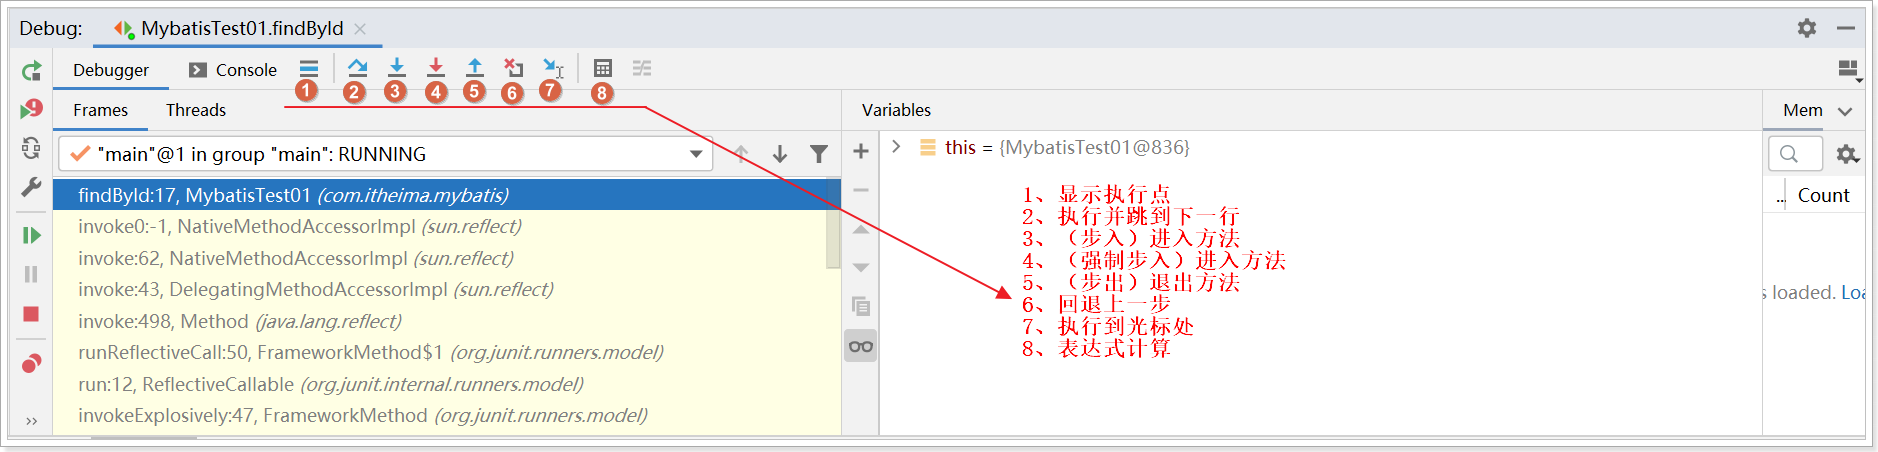 Debug: MybatisTest01.findById
Debugger Console
1 2 3 4 5 6 7 8
Frames Threads
Variables
Mem
"main"@1 in group "main": RUNNING
this = {MybatisTest01@836}
... Count
findById:17, MybatisTest01 (com.itheima.mybatis)
invoke0:-1, NativeMethodAccessorImpl (sun.reflect)
invoke:62, NativeMethodAccessorImpl (sun.reflect)
invoke:43, DelegatingMethodAccessorImpl (sun.reflect)
invoke:498, Method (java.lang.reflect)
runReflectiveCall:50, FrameworkMethod$1 (org.junit.runners.model)
run:12, ReflectiveCallable (org.junit.internal.runners.model)
invokeExplosively:47, FrameworkMethod (org.junit.runners.model)
1、显示执行点
2、执行并跳到下一行
3、（步入）进入方法
4、（强制步入）进入方法
5、（步出）退出方法
6、回退上一步
7、执行到光标处
8、表达式计算
s loaded. Loa